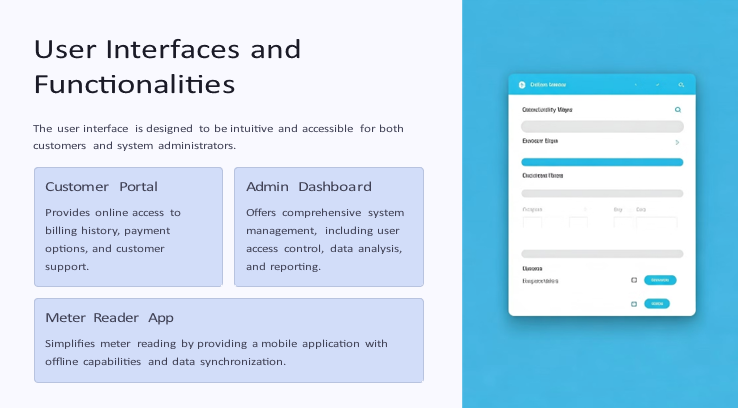 User Interfaces and
Functionalities
The user interface is designed to be intuitive and accessible for both
customers and system administrators.
Customer Portal
Provides online access to
billing history, payment
options, and customer
support.
Admin Dashboard
Offers comprehensive system
management, including user
access control, data analysis,
and reporting.
Meter Reader App
Simplifies meter reading by providing a mobile application with
offline capabilities and data synchronization.